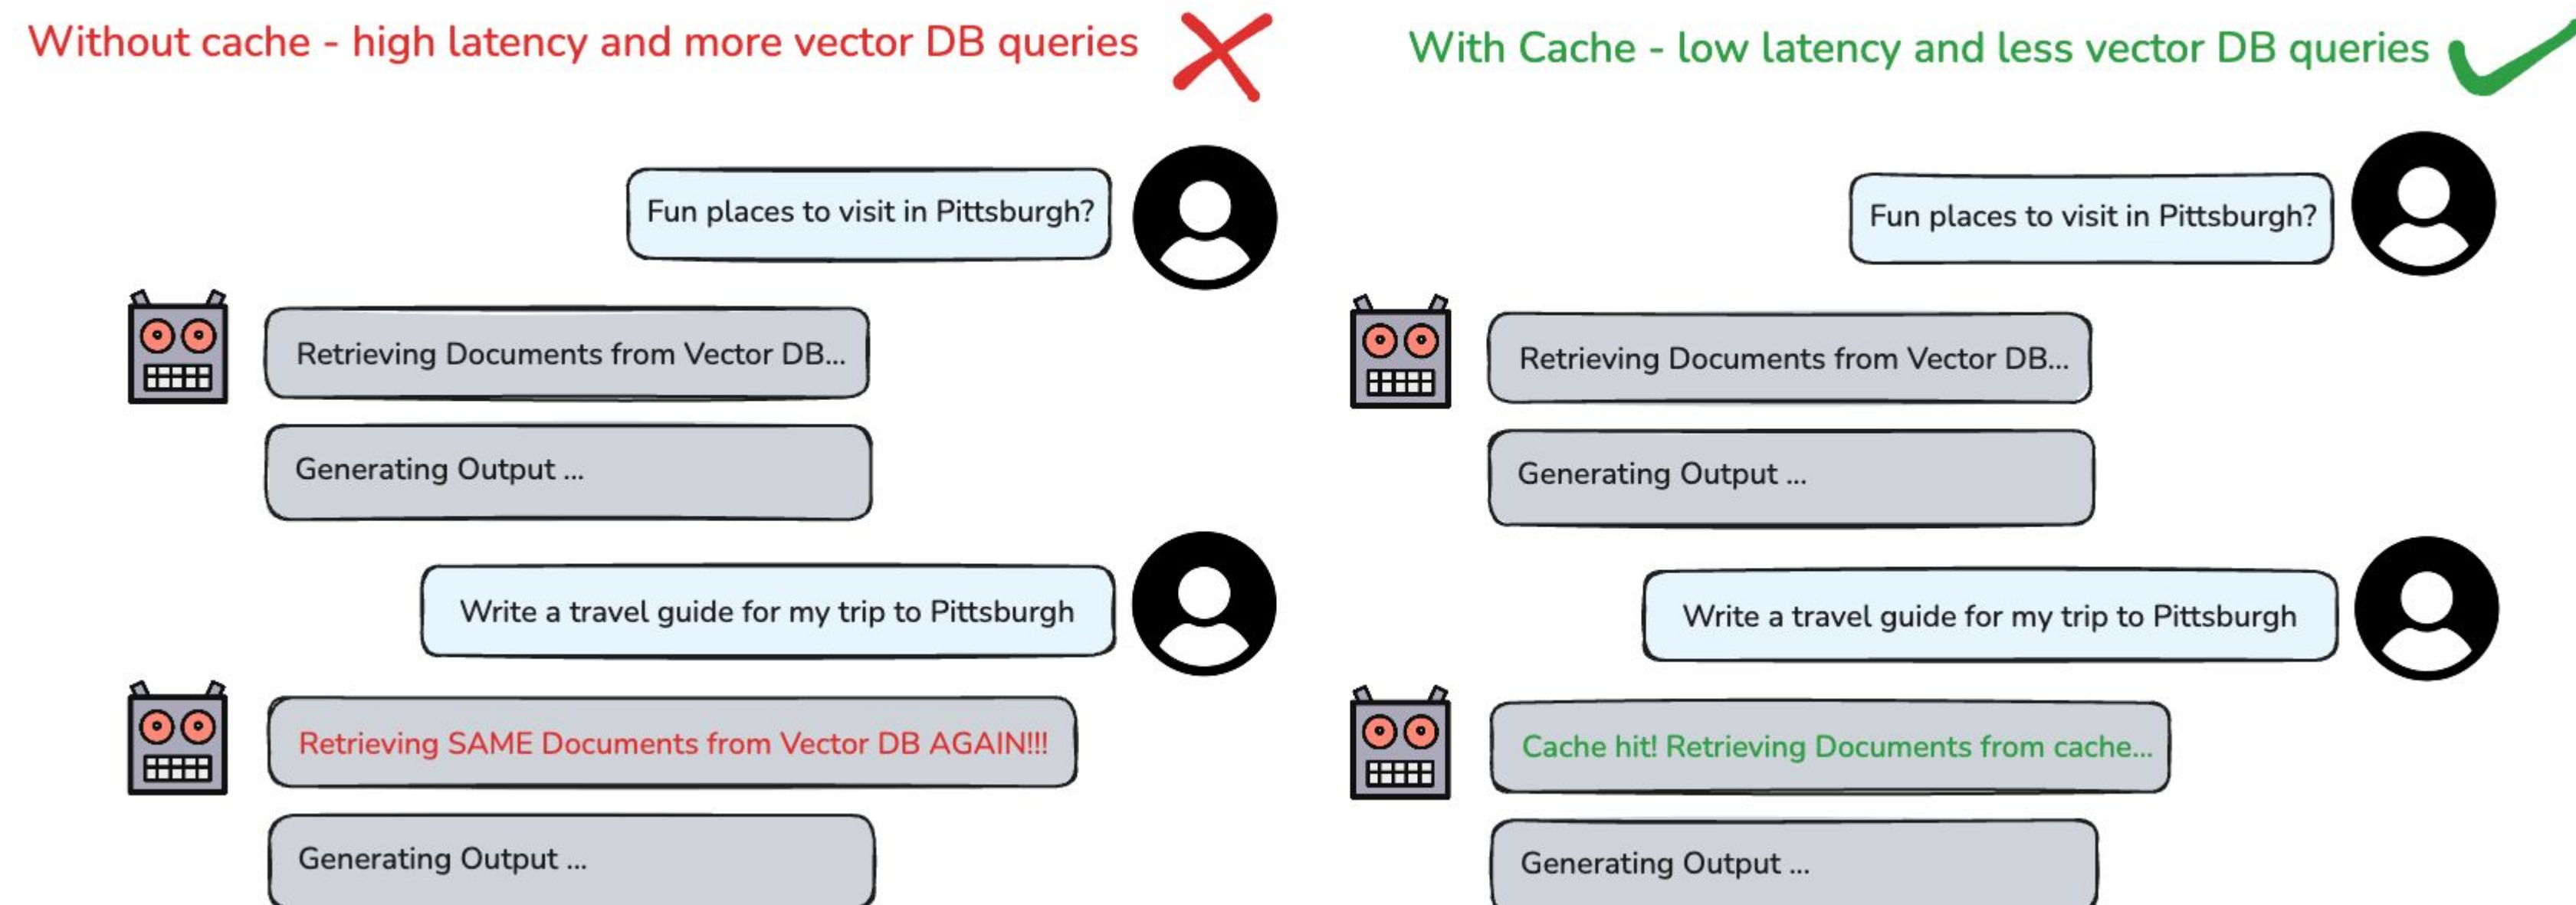 Without cache - high latency and more vector DB queries
Fun places to visit in Pittsburgh?
Retrieving Documents from Vector DB...
Generating Output ...
Write a travel guide for my trip to Pittsburgh
Retrieving SAME Documents from Vector DB AGAIN!!!
Generating Output ...
With Cache - low latency and less vector DB queries
Fun places to visit in Pittsburgh?
Retrieving Documents from Vector DB...
Generating Output ...
Write a travel guide for my trip to Pittsburgh
Cache hit! Retrieving Documents from cache...
Generating Output ...